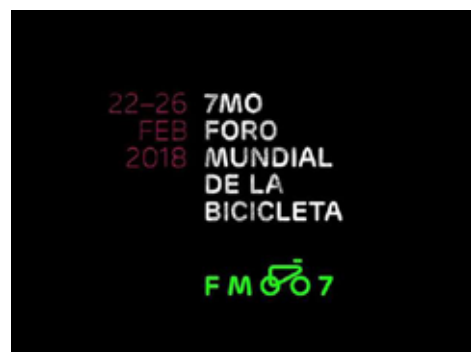 22–26 7MO
FEB FORO
2018 MUNDIAL
DE LA
BICICLETA
FM 7